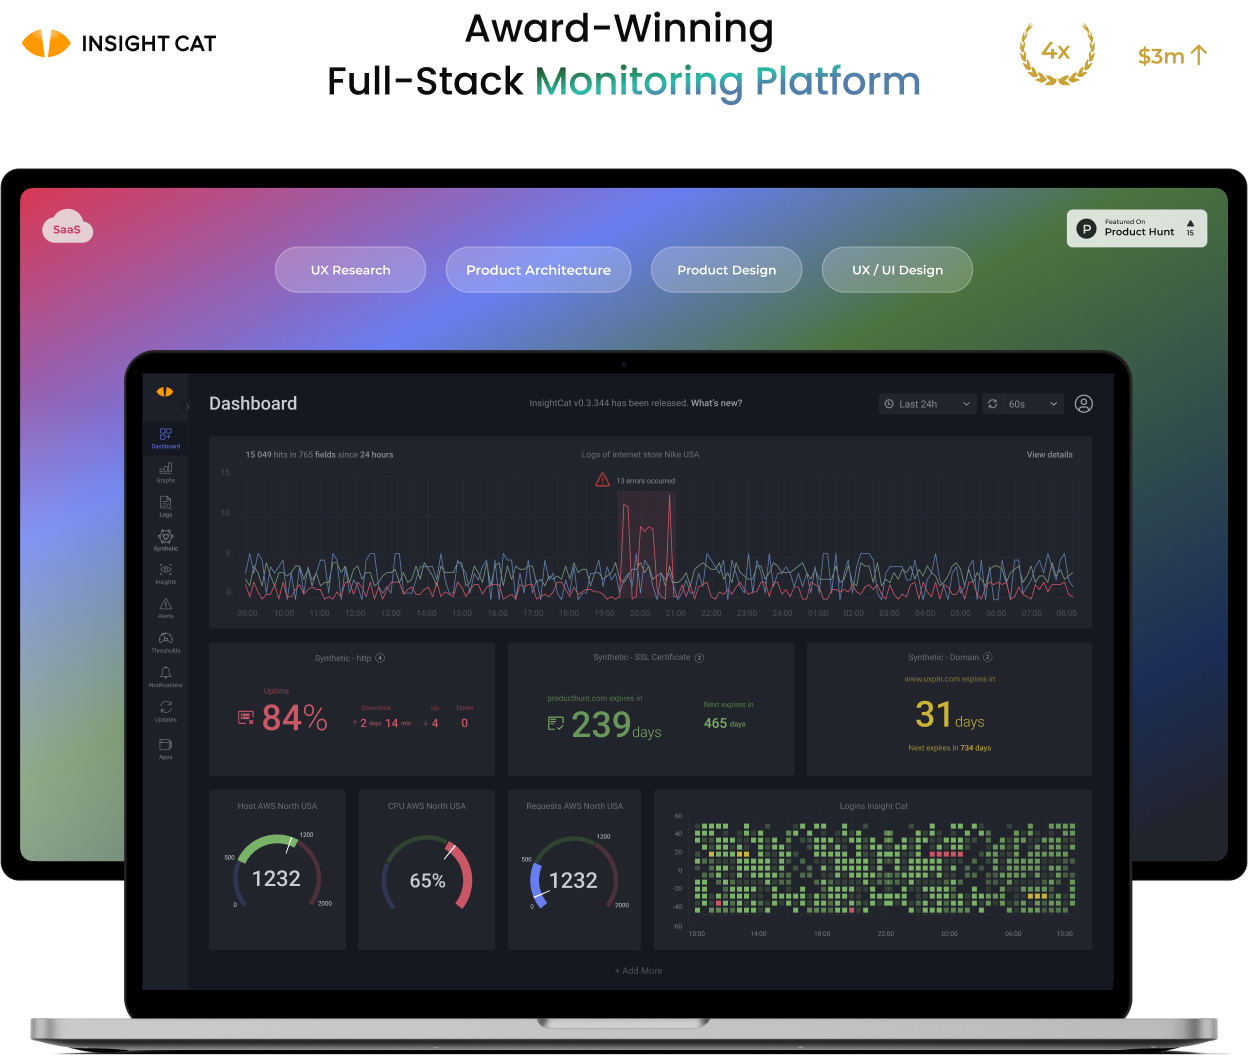 INSIGHT CAT
Award-Winning
Full-Stack Monitoring Platform
4x
$3m ↑
SaaS
P
Featured On
Product Hunt
15
UX Research
Product Architecture
Product Design
UX / UI Design
Dashboard
InsightCat v0.3.344 has been released. What's new?
Last 24h
60s
Dashboard
Graphs
Logs
Synthetic
Insights
Alerts
Thresholds
Notifications
Updates
Apps
15 049 hits in 765 fields since 24 hours
Logs of internet store Nike USA
View details
13 errors occurred
15
10
5
0
09:00 10:00 11:00 12:00 13:00 14:00 15:00 16:00 17:00 18:00 19:00 20:00 21:00 22:00 23:00 24:00 01:00 02:00 03:00 04:00 05:00 06:00 07:00 08:00
Synthetic - http 4
Uptime
84%
Downtime
↑ 2 days 14 min
Up
↓ 4
Down
0
Synthetic - SSL Certificate 2
producthunt.com expires in
239 days
Next expires in
465 days
Synthetic - Domain 2
www.uxpin.com expires in
31 days
Next expires in 734 days
Host AWS North USA
500
1200
1232
0
2000
CPU AWS North USA
65%
Requests AWS North USA
500
1200
1232
0
2000
Logins Insight Cat
60
40
20
0
-20
-40
-60
10:00 14:00 18:00 22:00 02:00 06:00 10:00
+ Add More